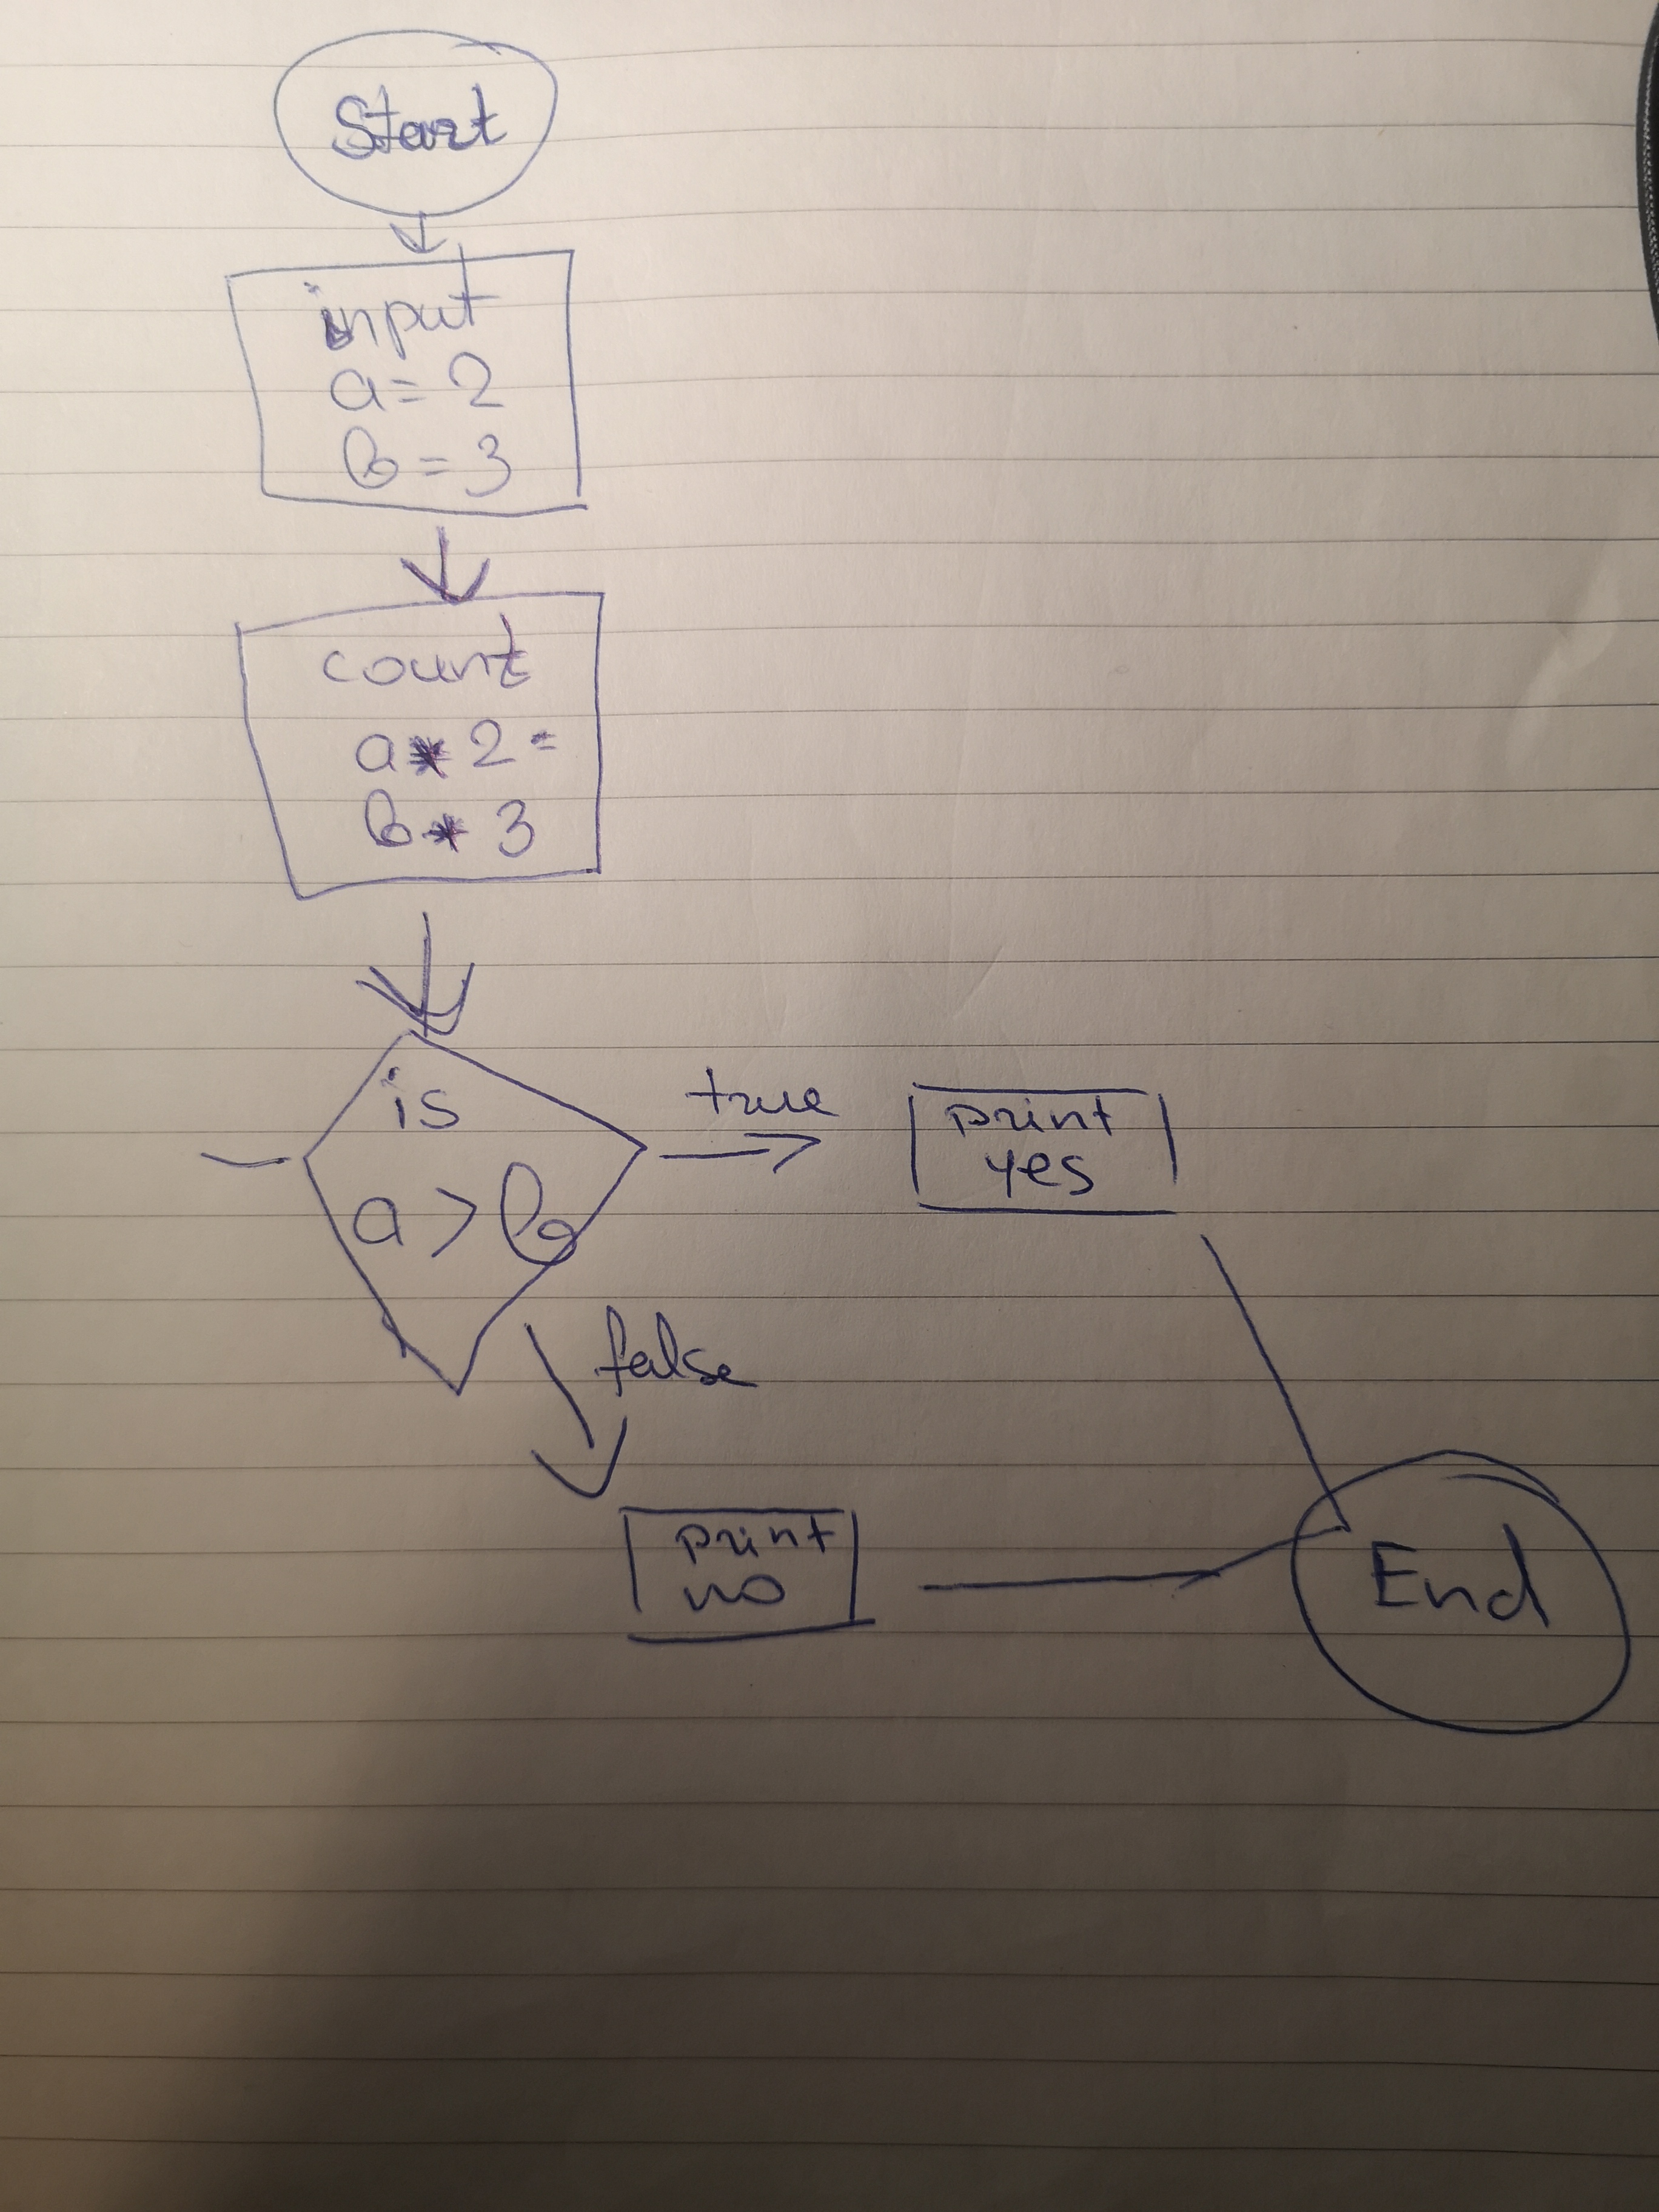 Start
input
a = 2
b = 3
count
a * 2 =
b * 3
is
a > b
true
print
yes
false
print
no
End